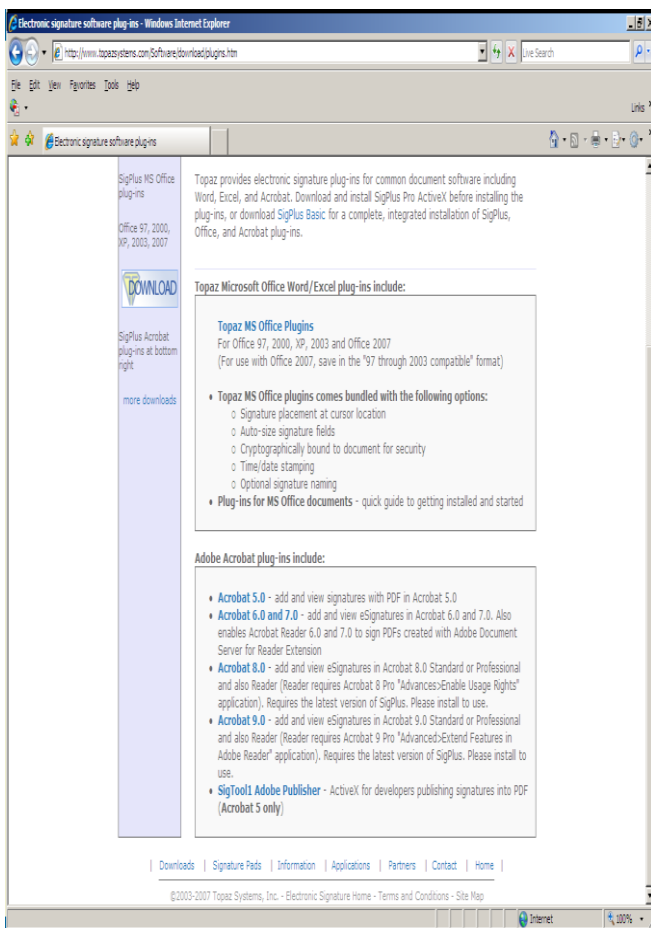 Electronic signature software plug-ins - Windows Internet Explorer
http://www.topazsystems.com/Software/download/plugins.htm
Live Search
File Edit View Favorites Tools Help
Links
Electronic signature software plug-ins
SigPlus MS Office
plug-ins
Office 97, 2000,
XP, 2003, 2007
DOWNLOAD
SigPlus Acrobat
plug-ins at bottom
right
more downloads
Topaz provides electronic signature plug-ins for common document software including
Word, Excel, and Acrobat. Download and install SigPlus Pro ActiveX before installing the
plug-ins, or download SigPlus Basic for a complete, integrated installation of SigPlus,
Office, and Acrobat plug-ins.
Topaz Microsoft Office Word/Excel plug-ins include:
Topaz MS Office Plugins
For Office 97, 2000, XP, 2003 and Office 2007
(For use with Office 2007, save in the "97 through 2003 compatible" format)
• Topaz MS Office plugins comes bundled with the following options:
○ Signature placement at cursor location
○ Auto-size signature fields
○ Cryptographically bound to document for security
○ Time/date stamping
○ Optional signature naming
• Plug-ins for MS Office documents - quick guide to getting installed and started
Adobe Acrobat plug-ins include:
• Acrobat 5.0 - add and view signatures with PDF in Acrobat 5.0
• Acrobat 6.0 and 7.0 - add and view eSignatures in Acrobat 6.0 and 7.0. Also
enables Acrobat Reader 6.0 and 7.0 to sign PDFs created with Adobe Document
Server for Reader Extension
• Acrobat 8.0 - add and view eSignatures in Acrobat 8.0 Standard or Professional
and also Reader (Reader requires Acrobat 8 Pro "Advances>Enable Usage Rights"
application). Requires the latest version of SigPlus. Please install to use.
• Acrobat 9.0 - add and view eSignatures in Acrobat 9.0 Standard or Professional
and also Reader (Reader requires Acrobat 9 Pro "Advanced>Extend Features in
Adobe Reader" application). Requires the latest version of SigPlus. Please install to
use.
• SigTool1 Adobe Publisher - ActiveX for developers publishing signatures into PDF
(Acrobat 5 only)
| Downloads | Signature Pads | Information | Applications | Partners | Contact | Home |
©2003-2007 Topaz Systems, Inc. - Electronic Signature Home - Terms and Conditions - Site Map
Internet
100%